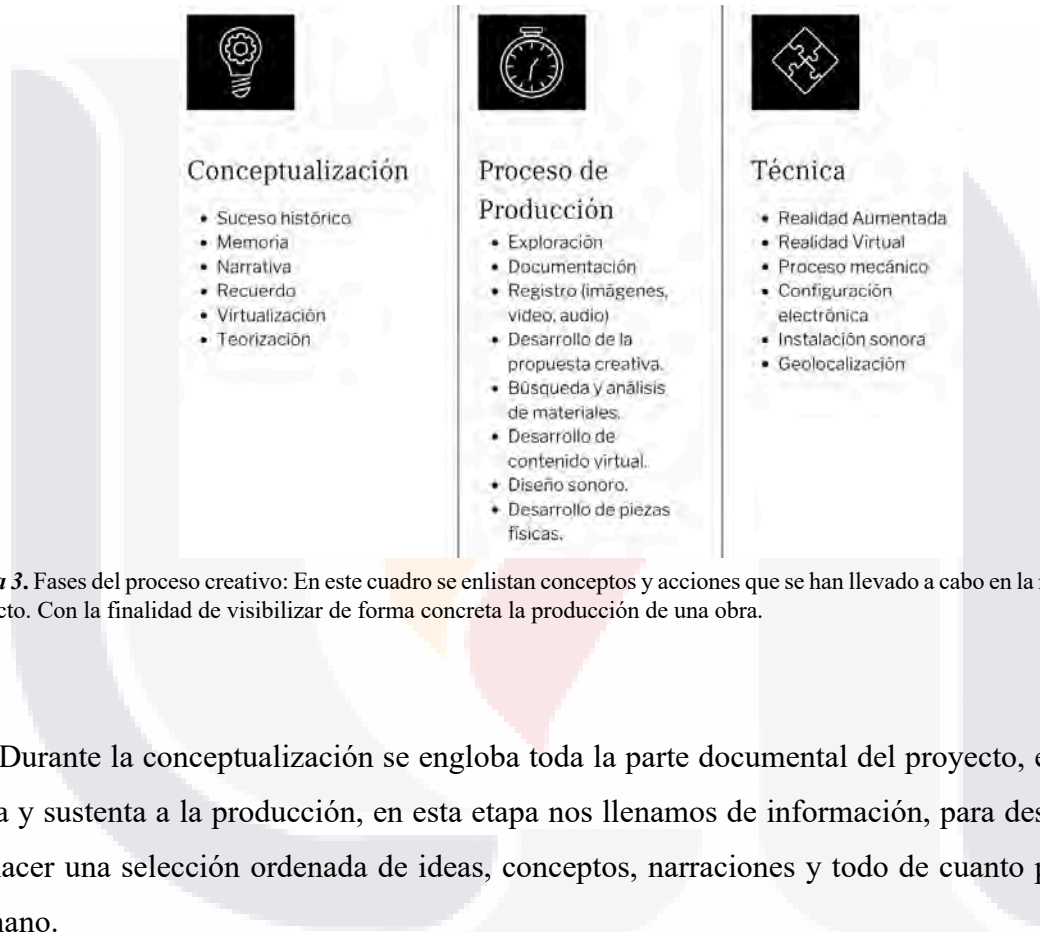 Conceptualización
• Suceso histórico
• Memoria
• Narrativa
• Recuerdo
• Virtualización
• Teorización
Proceso de
Producción
• Exploración
• Documentación
• Registro (imágenes,
video, audio)
• Desarrollo de la
propuesta creativa.
• Búsqueda y análisis
de materiales.
• Desarrollo de
contenido virtual.
• Diseño sonoro.
• Desarrollo de piezas
físicas.
Técnica
• Realidad Aumentada
• Realidad Virtual
• Proceso mecánico
• Configuración
electrónica
• Instalación sonora
• Geolocalización
a 3. Fases del proceso creativo: En este cuadro se enlistan conceptos y acciones que se han llevado a cabo en la
cto. Con la finalidad de visibilizar de forma concreta la producción de una obra.
Durante la conceptualización se engloba toda la parte documental del proyecto, e
a y sustenta a la producción, en esta etapa nos llenamos de información, para des
acer una selección ordenada de ideas, conceptos, narraciones y todo de cuanto p
ano.